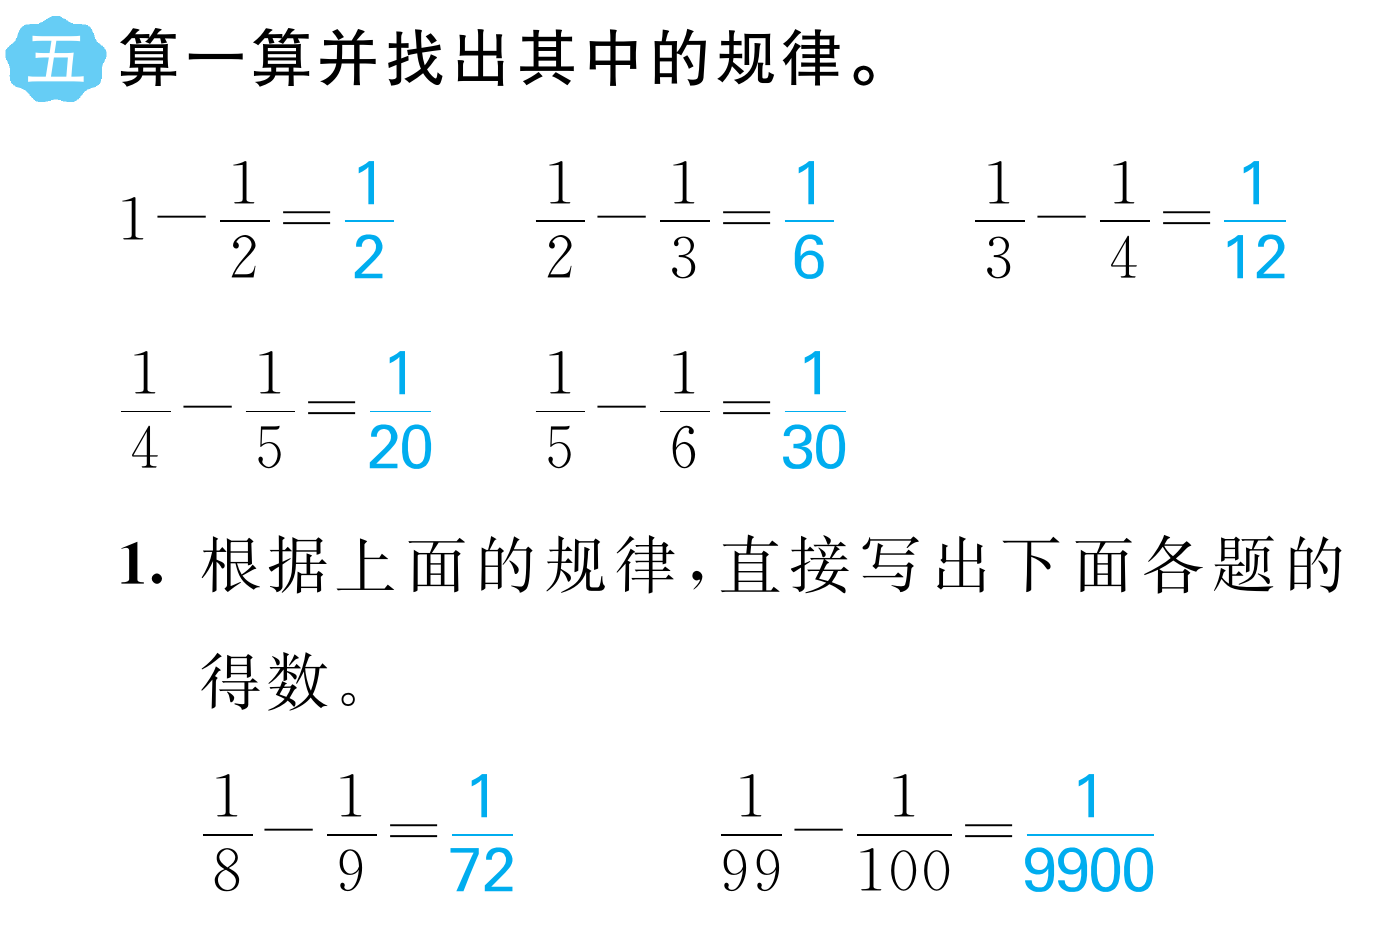 五 算一算并找出其中的规律。
1 − 1/2 = 1/2 1/2 − 1/3 = 1/6 1/3 − 1/4 = 1/12
1/4 − 1/5 = 1/20 1/5 − 1/6 = 1/30
1. 根据上面的规律,直接写出下面各题的
得数。
1/8 − 1/9 = 1/72 1/99 − 1/100 = 1/9900